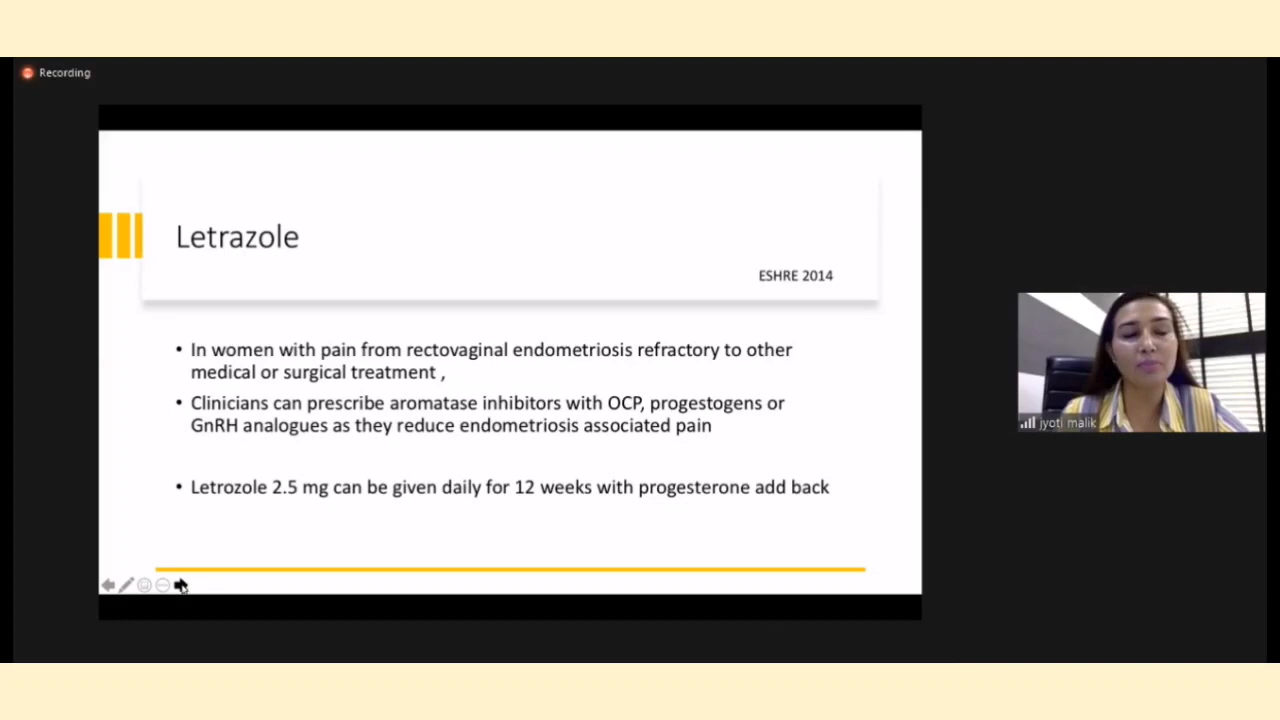 Recording
Letrazole
ESHRE 2014
• In women with pain from rectovaginal endometriosis refractory to other
medical or surgical treatment ,
• Clinicians can prescribe aromatase inhibitors with OCP, progestogens or
GnRH analogues as they reduce endometriosis associated pain
• Letrozole 2.5 mg can be given daily for 12 weeks with progesterone add back
jyoti malik